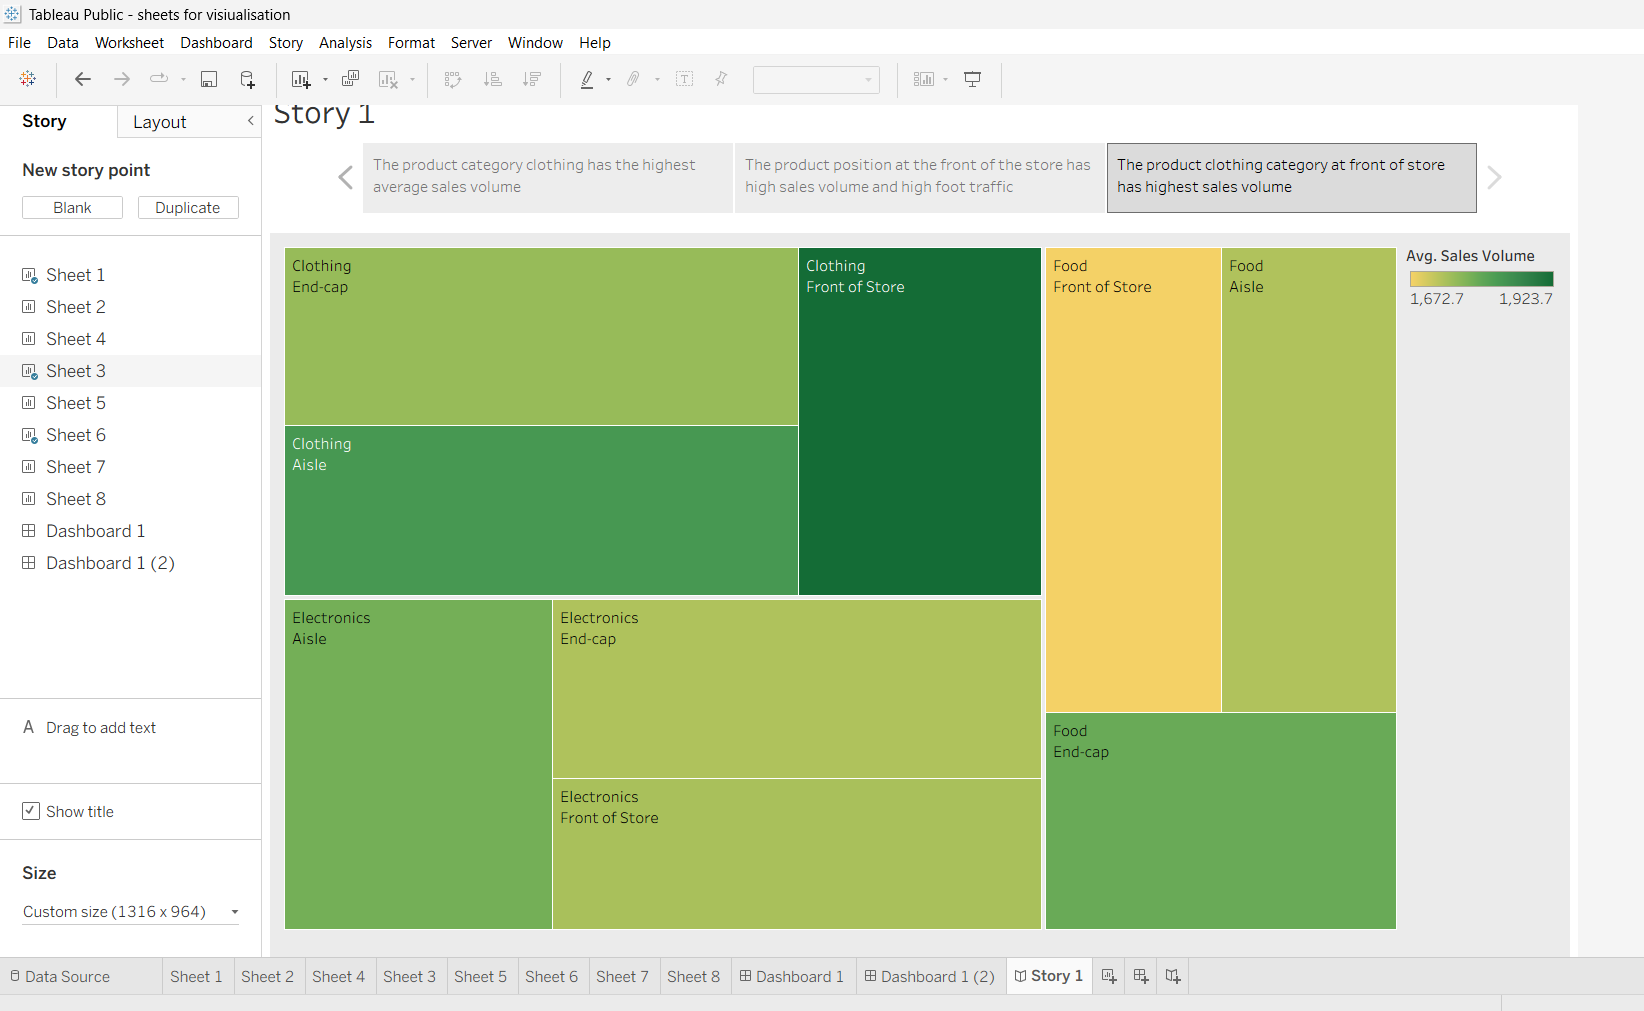 Tableau Public - sheets for visiualisation
File Data Worksheet Dashboard Story Analysis Format Server Window Help
Story
Layout
New story point
Blank
Duplicate
Sheet 1
Sheet 2
Sheet 4
Sheet 3
Sheet 5
Sheet 6
Sheet 7
Sheet 8
Dashboard 1
Dashboard 1 (2)
A Drag to add text
Show title
Size
Custom size (1316 x 964)
Story 1
The product category clothing has the highest
average sales volume
The product position at the front of the store has
high sales volume and high foot traffic
The product clothing category at front of store
has highest sales volume
Clothing
End-cap
Clothing
Front of Store
Clothing
Aisle
Electronics
Aisle
Electronics
End-cap
Electronics
Front of Store
Food
Front of Store
Food
Aisle
Food
End-cap
Avg. Sales Volume
1,672.7 1,923.7
Data Source Sheet 1 Sheet 2 Sheet 4 Sheet 3 Sheet 5 Sheet 6 Sheet 7 Sheet 8 Dashboard 1 Dashboard 1 (2) Story 1